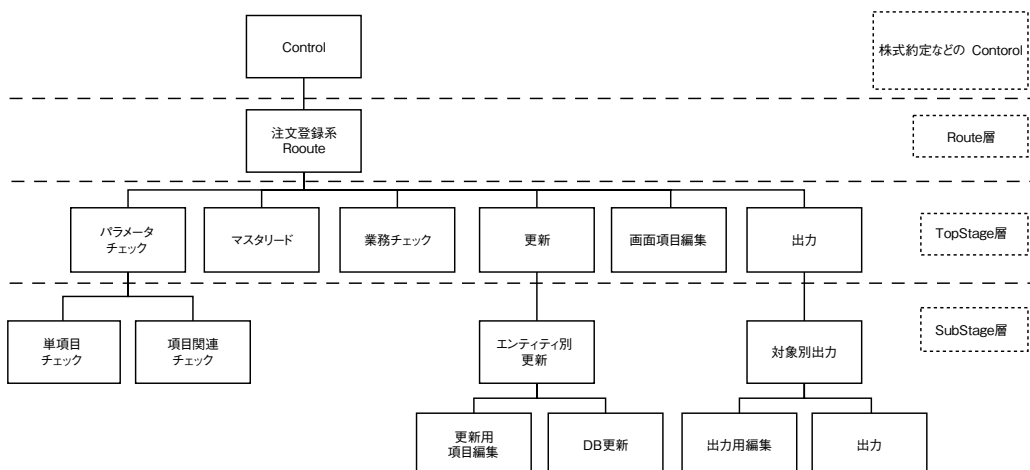 Control
株式約定などの Contorol
注文登録系
Rooute
Route層
パラメータ
チェック
マスタリード
業務チェック
更新
画面項目編集
出力
TopStage層
単項目
チェック
項目関連
チェック
エンティティ別
更新
対象別出力
SubStage層
更新用
項目編集
DB更新
出力用編集
出力